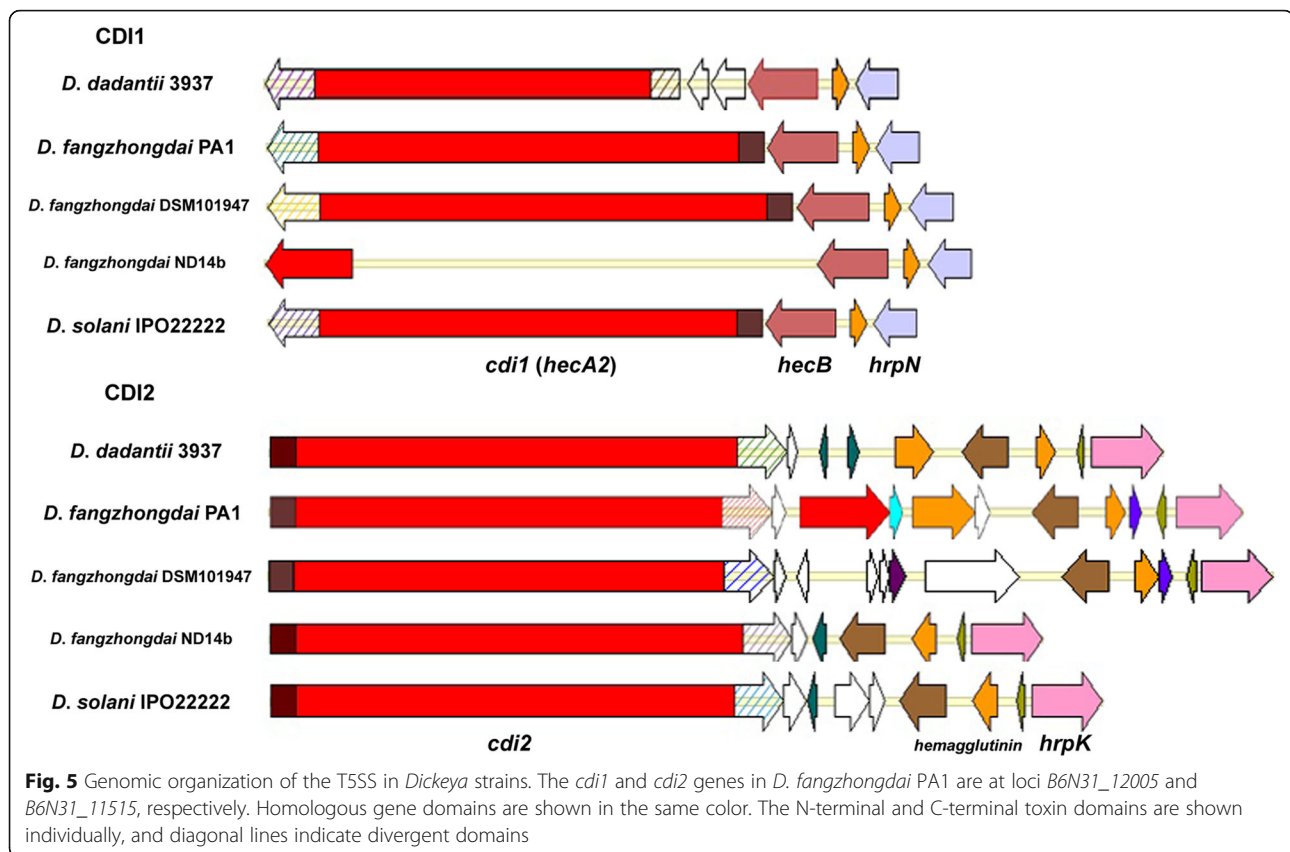 CDI1
D. dadantii 3937
D. fangzhongdai PA1
D. fangzhongdai DSM101947
D. fangzhongdai ND14b
D. solani IPO22222
cdi1 (hecA2) hecB hrpN
CDI2
D. dadantii 3937
D. fangzhongdai PA1
D. fangzhongdai DSM101947
D. fangzhongdai ND14b
D. solani IPO22222
cdi2 hemagglutinin hrpK
Fig. 5 Genomic organization of the T5SS in Dickeya strains. The cdi1 and cdi2 genes in D. fangzhongdai PA1 are at loci B6N31_12005 and
B6N31_11515, respectively. Homologous gene domains are shown in the same color. The N-terminal and C-terminal toxin domains are shown
individually, and diagonal lines indicate divergent domains